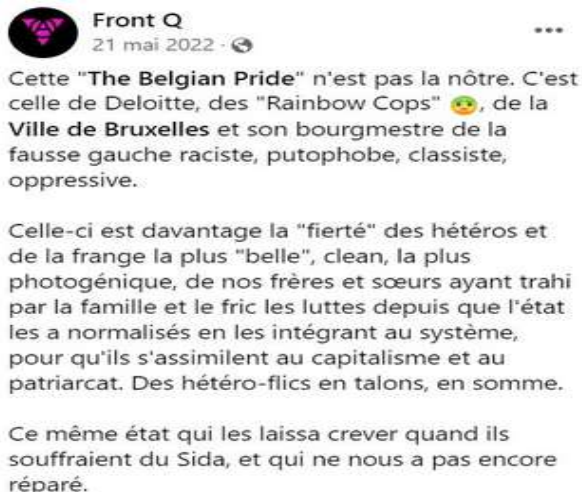 Front Q
21 mai 2022 ·
Cette "The Belgian Pride" n'est pas la nôtre. C'est
celle de Deloitte, des "Rainbow Cops" 🤢, de la
Ville de Bruxelles et son bourgmestre de la
fausse gauche raciste, putophobe, classiste,
oppressive.
Celle-ci est davantage la "fierté" des hétéros et
de la frange la plus "belle", clean, la plus
photogénique, de nos frères et sœurs ayant trahi
par la famille et le fric les luttes depuis que l'état
les a normalisés en les intégrant au système,
pour qu'ils s'assimilent au capitalisme et au
patriarcat. Des hétéro-flics en talons, en somme.
Ce même état qui les laissa crever quand ils
souffraient du Sida, et qui ne nous a pas encore
réparé.